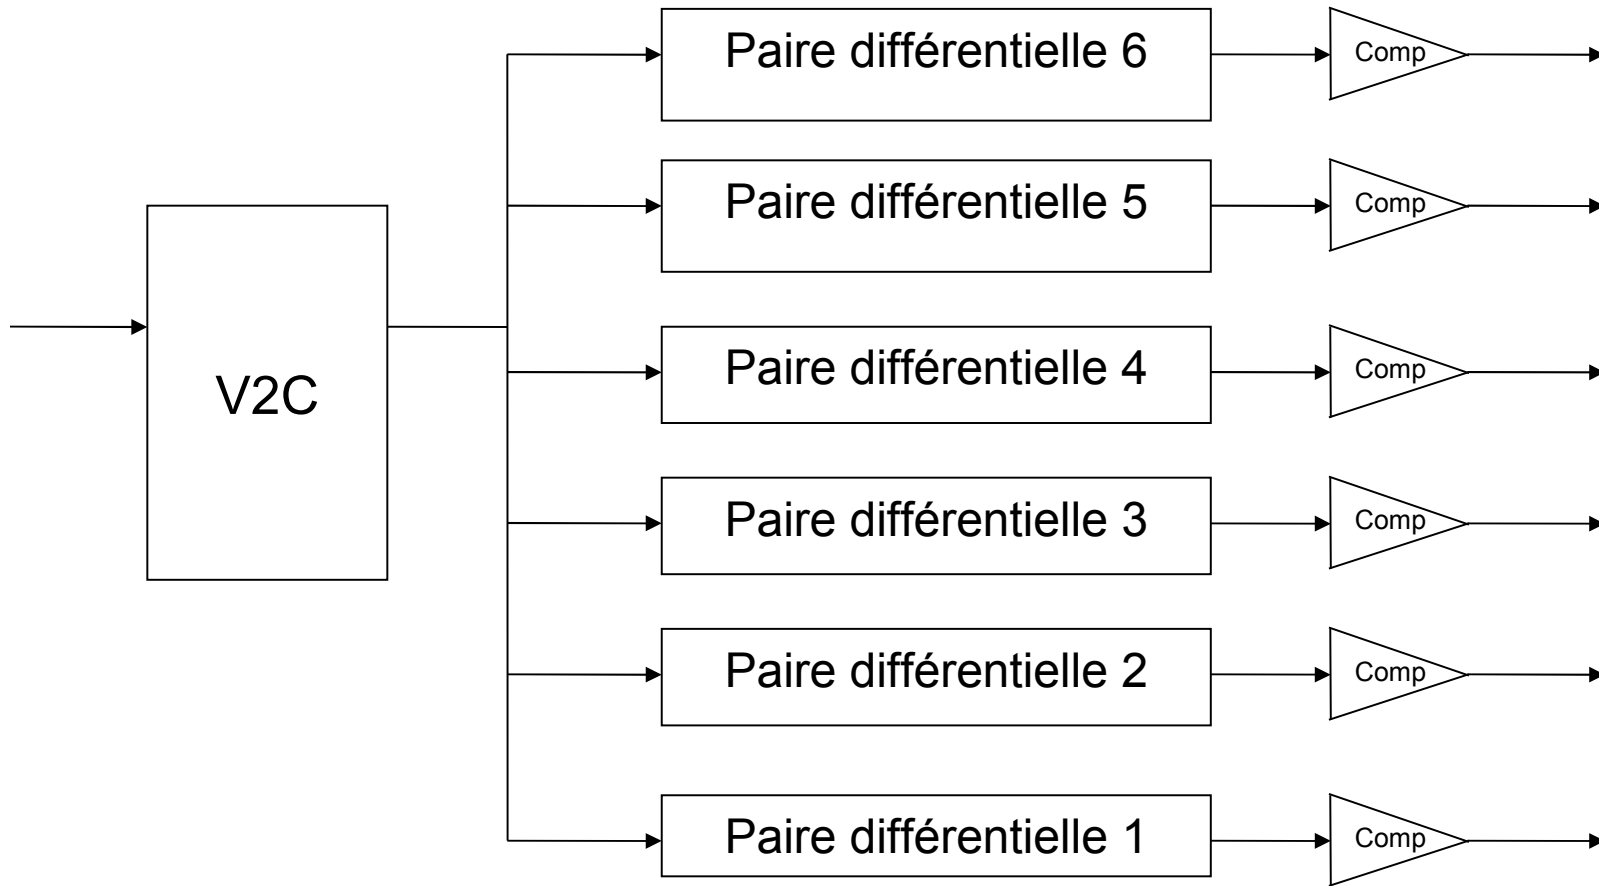 Paire différentielle 6
Comp
Paire différentielle 5
Comp
V2C
Paire différentielle 4
Comp
Paire différentielle 3
Comp
Paire différentielle 2
Comp
Paire différentielle 1
Comp